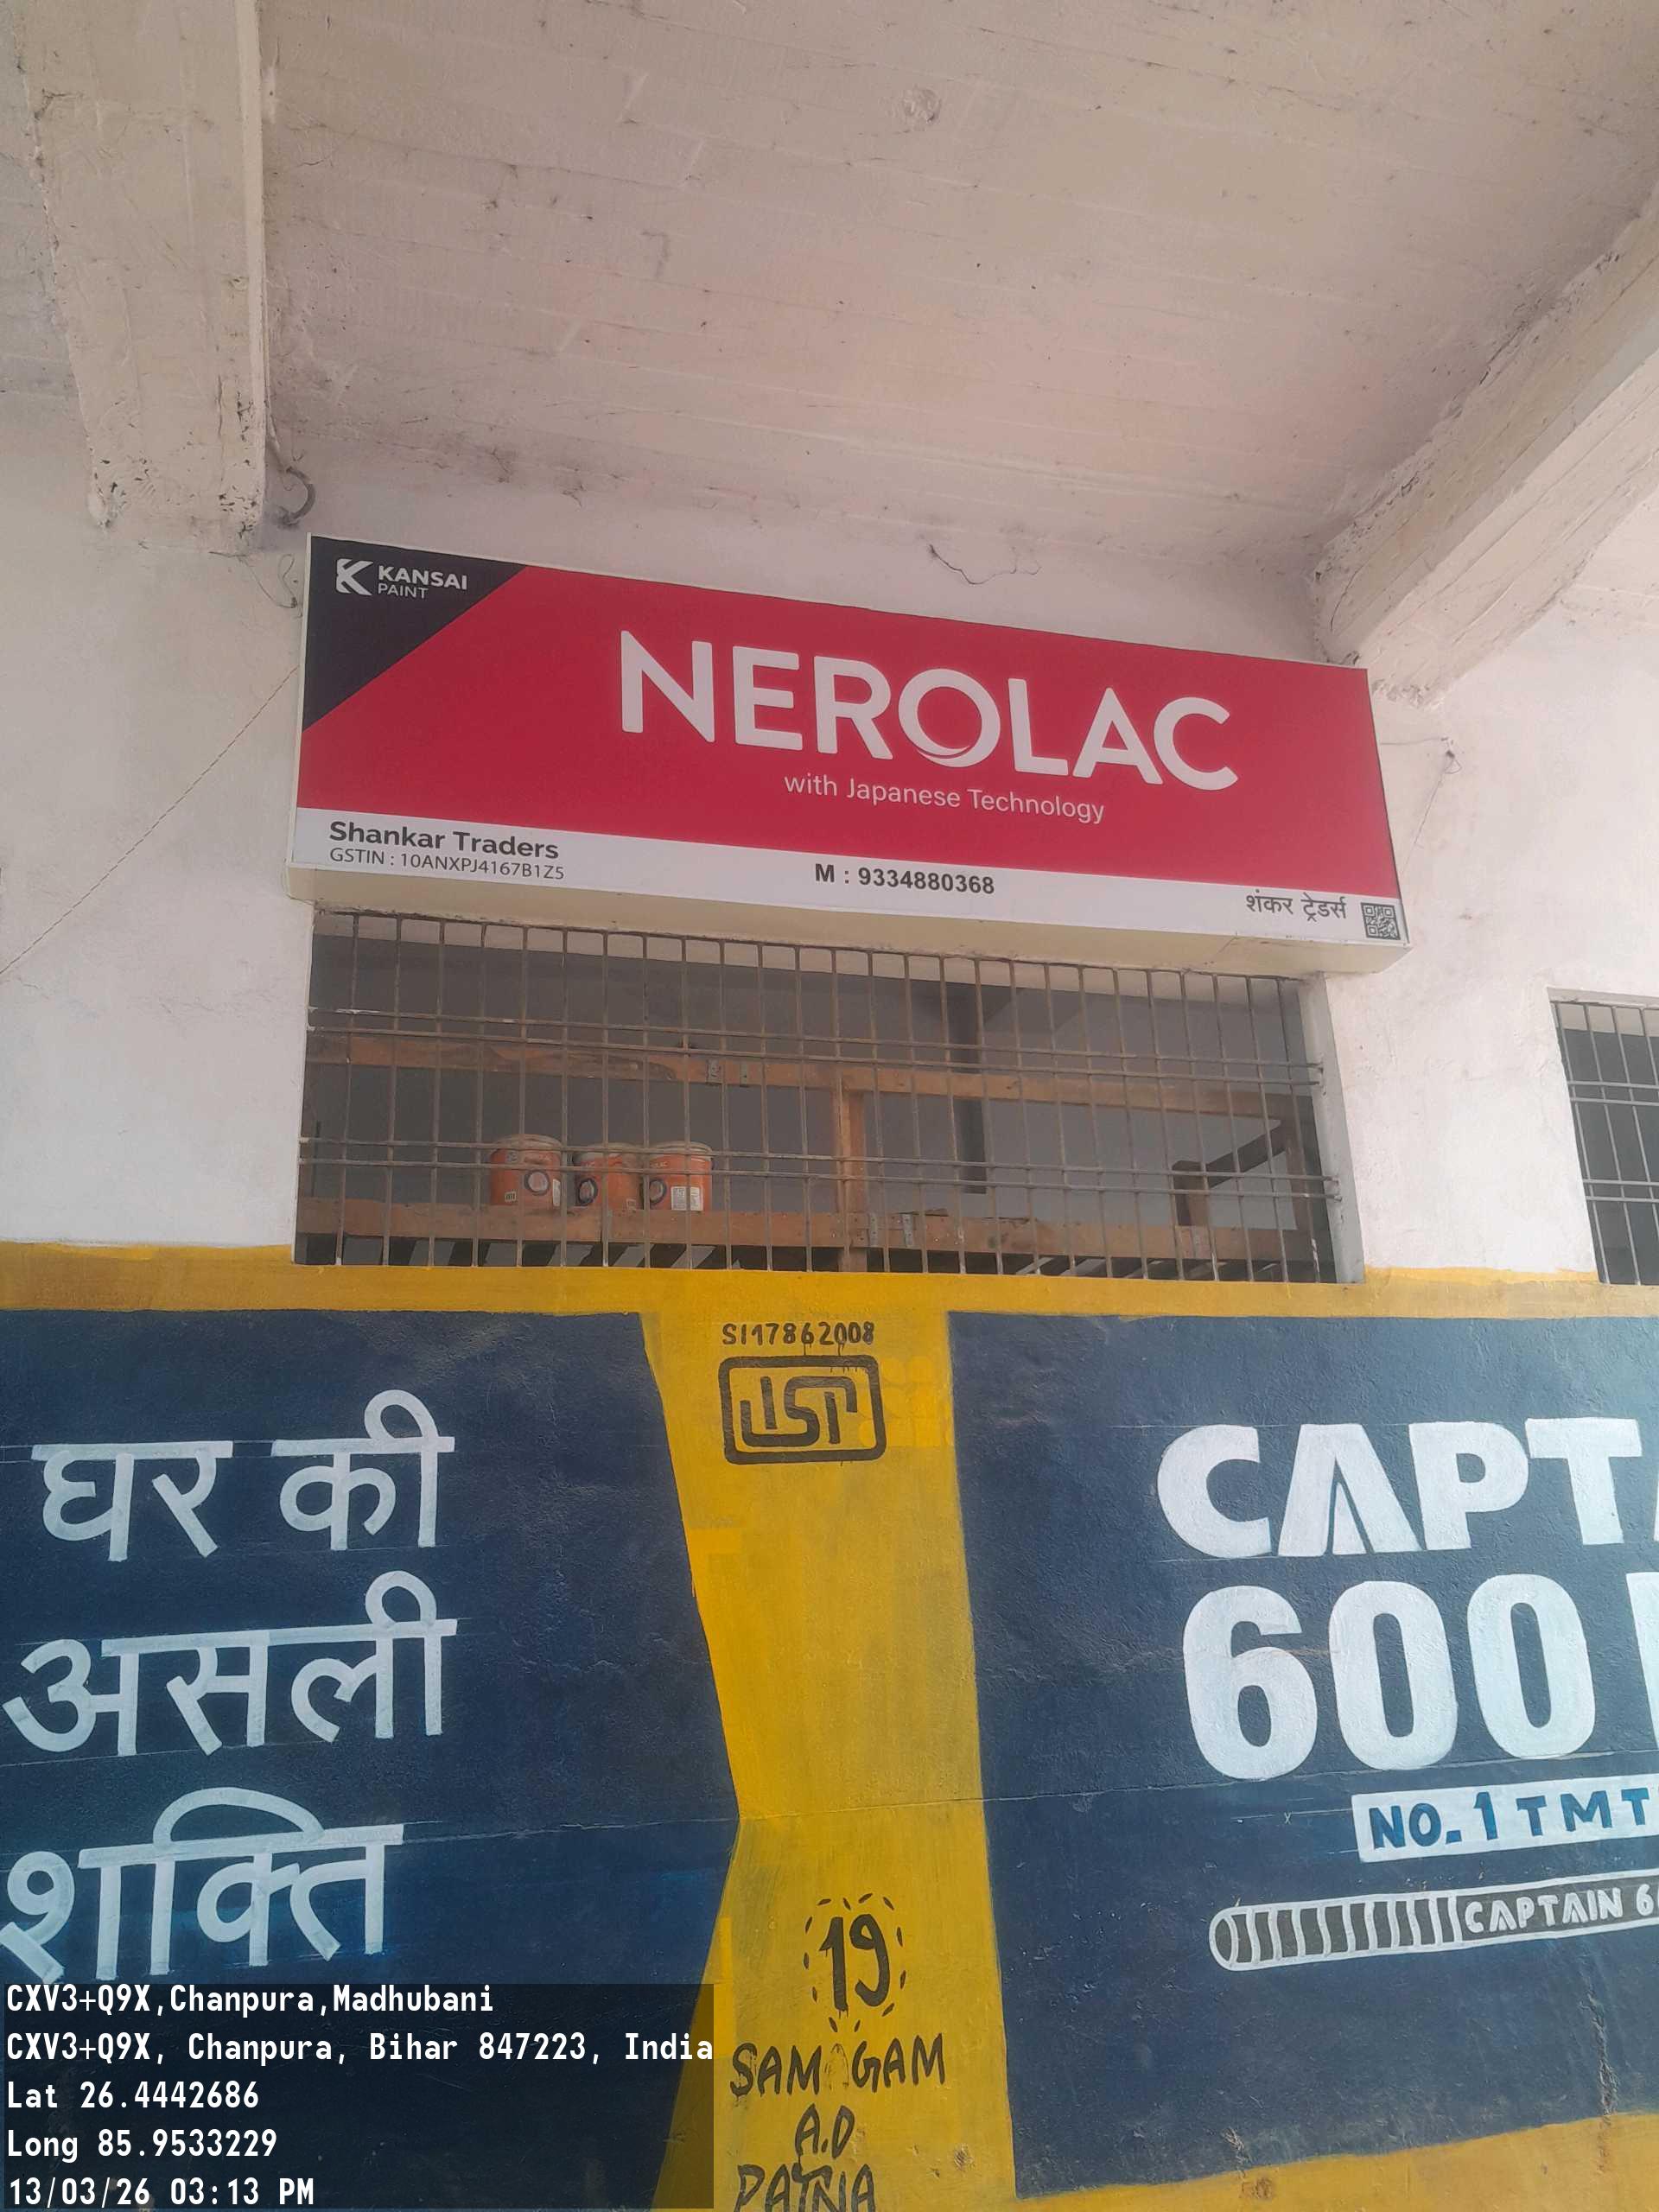 KANSAI
PAINT
NEROLAC
with Japanese Technology
Shankar Traders
GSTIN : 10ANXPJ4167B1Z5
M : 9334880368
शंकर ट्रेडर्स
SI17862008
ISI
घर की
असली
शक्ति
CAPTA
600
NO.1 TMT
CAPTAIN 6
19
SAMAGAM
A.D
PATNA
CXV3+Q9X,Chanpura,Madhubani
CXV3+Q9X, Chanpura, Bihar 847223, India
Lat 26.4442686
Long 85.9533229
13/03/26 03:13 PM